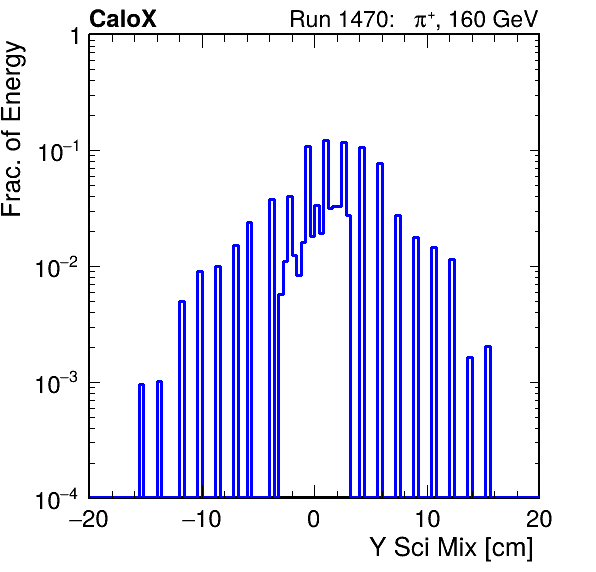 CaloX Run 1470: π⁺, 160 GeV
Frac. of Energy
1
10⁻¹
10⁻²
10⁻³
10⁻⁴
−20 −10 0 10 20
Y Sci Mix [cm]